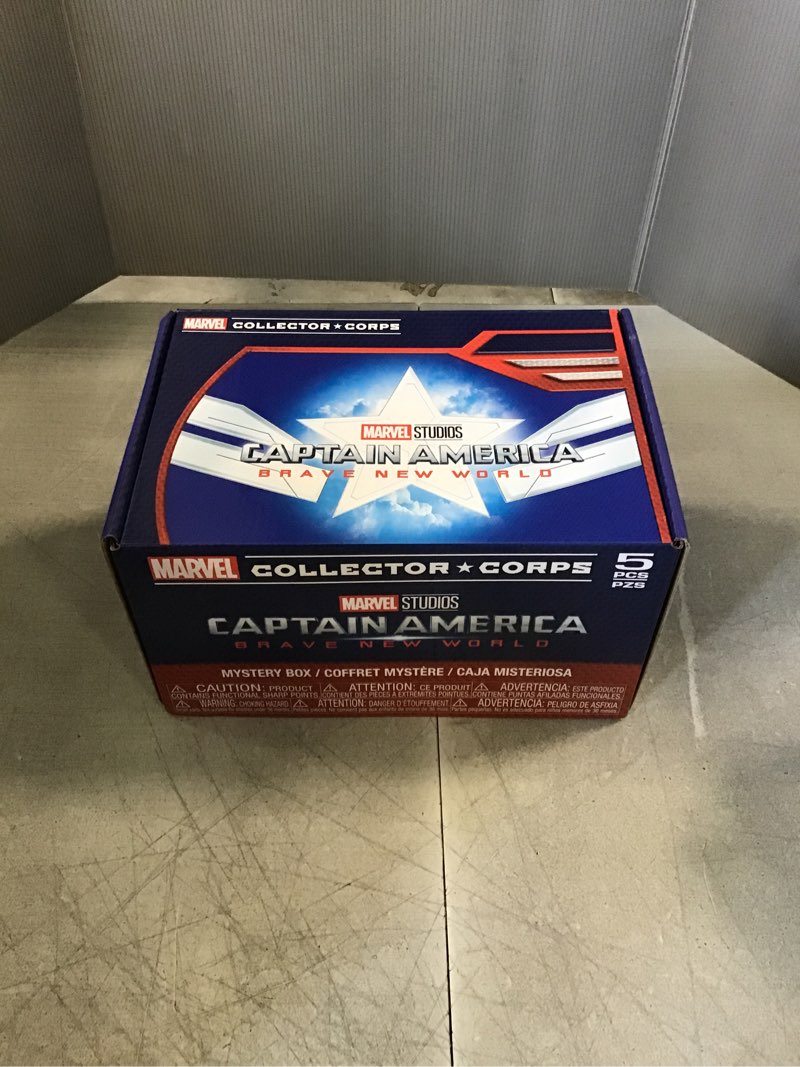 MARVEL COLLECTOR ★ CORPS
MARVEL STUDIOS
CAPTAIN AMERICA
BRAVE NEW WORLD
MARVEL COLLECTOR ★ CORPS
5
PCS
PZS
MARVEL STUDIOS
CAPTAIN AMERICA
BRAVE NEW WORLD
MYSTERY BOX / COFFRET MYSTÈRE / CAJA MISTERIOSA
⚠ CAUTION: PRODUCT
CONTAINS FUNCTIONAL SHARP POINTS.
⚠ ATTENTION: CE PRODUIT
CONTIENT DES PIÈCES À EXTRÉMITÉS POINTUES.
⚠ ADVERTENCIA: ESTE PRODUCTO
CONTIENE PUNTAS AFILADAS FUNCIONALES.
⚠ WARNING: CHOKING HAZARD
⚠ ATTENTION: DANGER D'ÉTOUFFEMENT.
⚠ ADVERTENCIA: PELIGRO DE ASFIXIA.